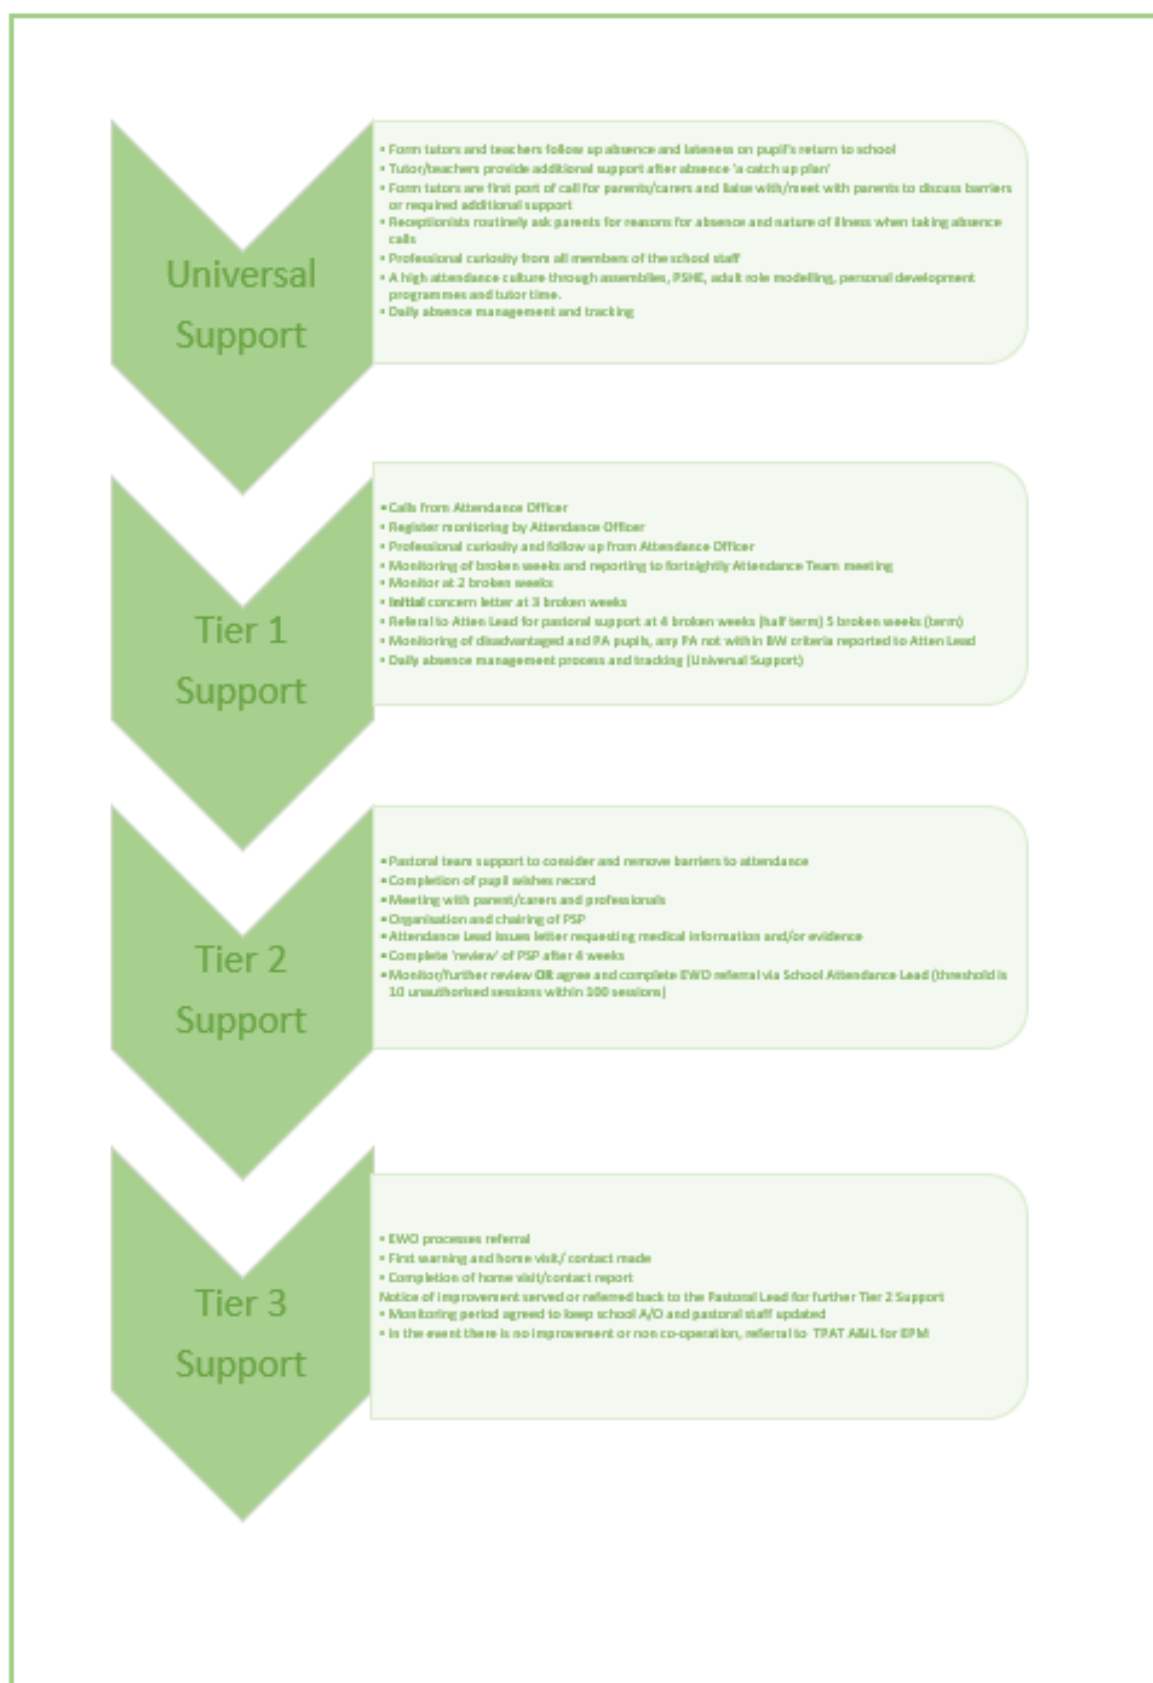 Universal
Support
• Form tutors and teachers follow up absence and lateness on pupil's return to school
• Tutor/teachers provide additional support after absence 'a catch up plan'
• Form tutors are first port of call for parents/carers and liaise with/meet with parents to discuss barriers
or required additional support
• Receptionists routinely ask parents for reasons for absence and nature of illness when taking absence
calls
• Professional curiosity from all members of the school staff
• A high attendance culture through assemblies, PSHE, adult role modelling, personal development
programmes and tutor time.
• Daily absence management and tracking
Tier 1
Support
• Calls from Attendance Officer
• Register monitoring by Attendance Officer
• Professional curiosity and follow up from Attendance Officer
• Monitoring of broken weeks and reporting to fortnightly Attendance Team meeting
• Monitor at 2 broken weeks
• Initial concern letter at 3 broken weeks
• Referal to Atten Lead for pastoral support at 4 broken weeks (half term) 5 broken weeks (term)
• Monitoring of disadvantaged and PA pupils, any PA not within BW criteria reported to Atten Lead
• Daily absence management process and tracking (Universal Support)
Tier 2
Support
• Pastoral team support to consider and remove barriers to attendance
• Completion of pupil wishes record
• Meeting with parent/carers and professionals
• Organisation and chairing of PSP
• Attendance Lead issues letter requesting medical information and/or evidence
• Complete 'review' of PSP after 4 weeks
• Monitor/further review OR agree and complete EWO referral via School Attendance Lead (threshold is
10 unauthorised sessions within 100 sessions)
Tier 3
Support
• EWO processes referral
• First warning and home visit/ contact made
• Completion of home visit/contact report
Notice of improvement served or referred back to the Pastoral Lead for further Tier 2 Support
• Monitoring period agreed to keep school A/O and pastoral staff updated
• in the event there is no improvement or non co-operation, referral to TPAT A&IL for EPM